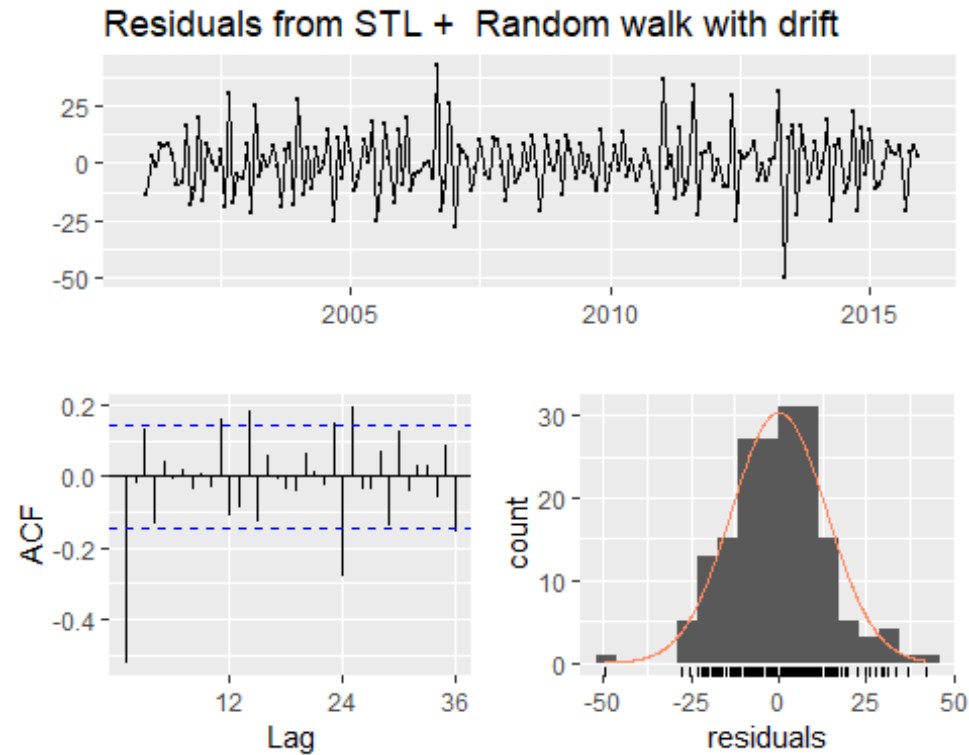 Residuals from STL +  Random walk with drift
25
0
-25
-50
2005 2010 2015
ACF
0.2
0.0
-0.2
-0.4
12 24 36
Lag
count
30
20
10
0
-50 -25 0 25 50
residuals